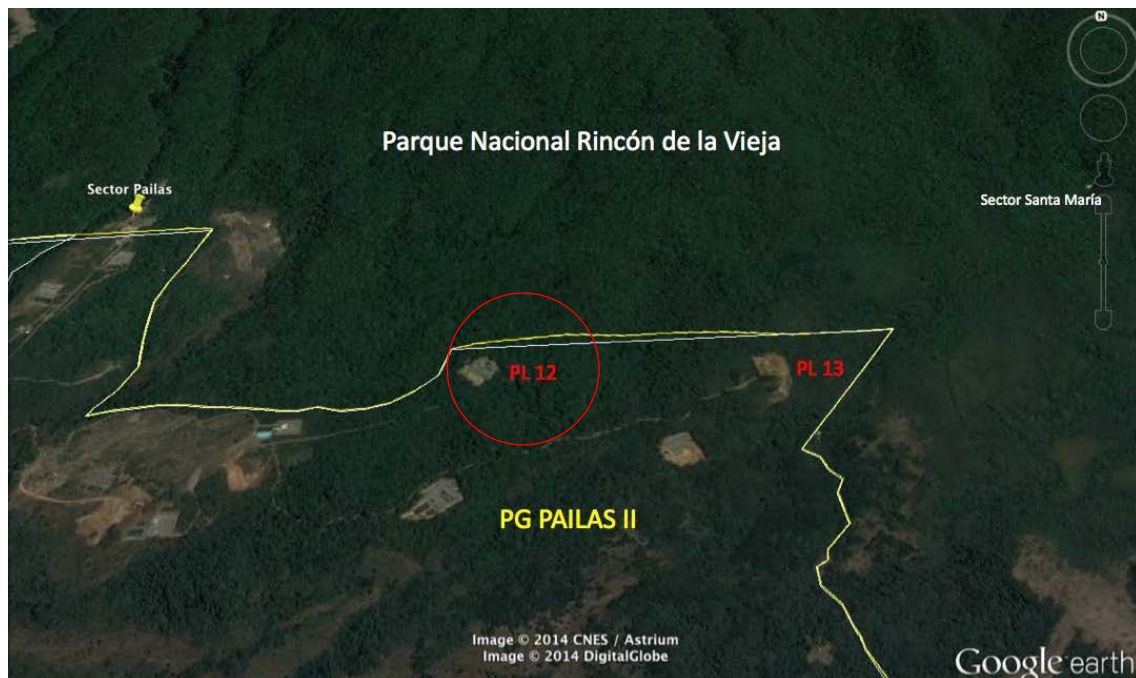 N
Parque Nacional Rincón de la Vieja
Sector Pailas
Sector Santa María
PL 12
PL 13
PG PAILAS II
Image © 2014 CNES / Astrium
Image © 2014 DigitalGlobe
Google earth